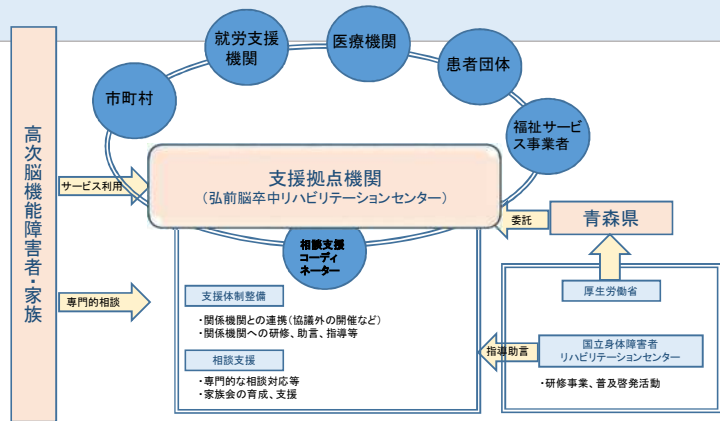 高次脳機能障害者・家族
市町村
就労支援
機関
医療機関
患者団体
福祉サービ
ス事業者
サービス利用
専門的相談
支援拠点機関
(弘前脳卒中リハビリテーションセンター)
相談支援
コーディ
ネーター
支援体制整備
・関係機関との連携(協議外の開催など)
・関係機関への研修、助言、指導等
相談支援
・専門的な相談対応等
・家族会の育成、支援
委託
青森県
厚生労働省
指導助言
国立身体障害者
リハビリテーションセンター
・研修事業、普及啓発活動